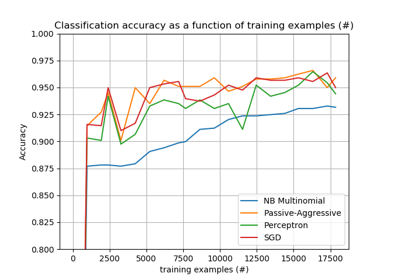 Classification accuracy as a function of training examples (#)
1.000
0.975
0.950
0.925
0.900
0.875
0.850
0.825
0.800
Accuracy
NB Multinomial
Passive-Aggressive
Perceptron
SGD
0 2500 5000 7500 10000 12500 15000 17500
training examples (#)